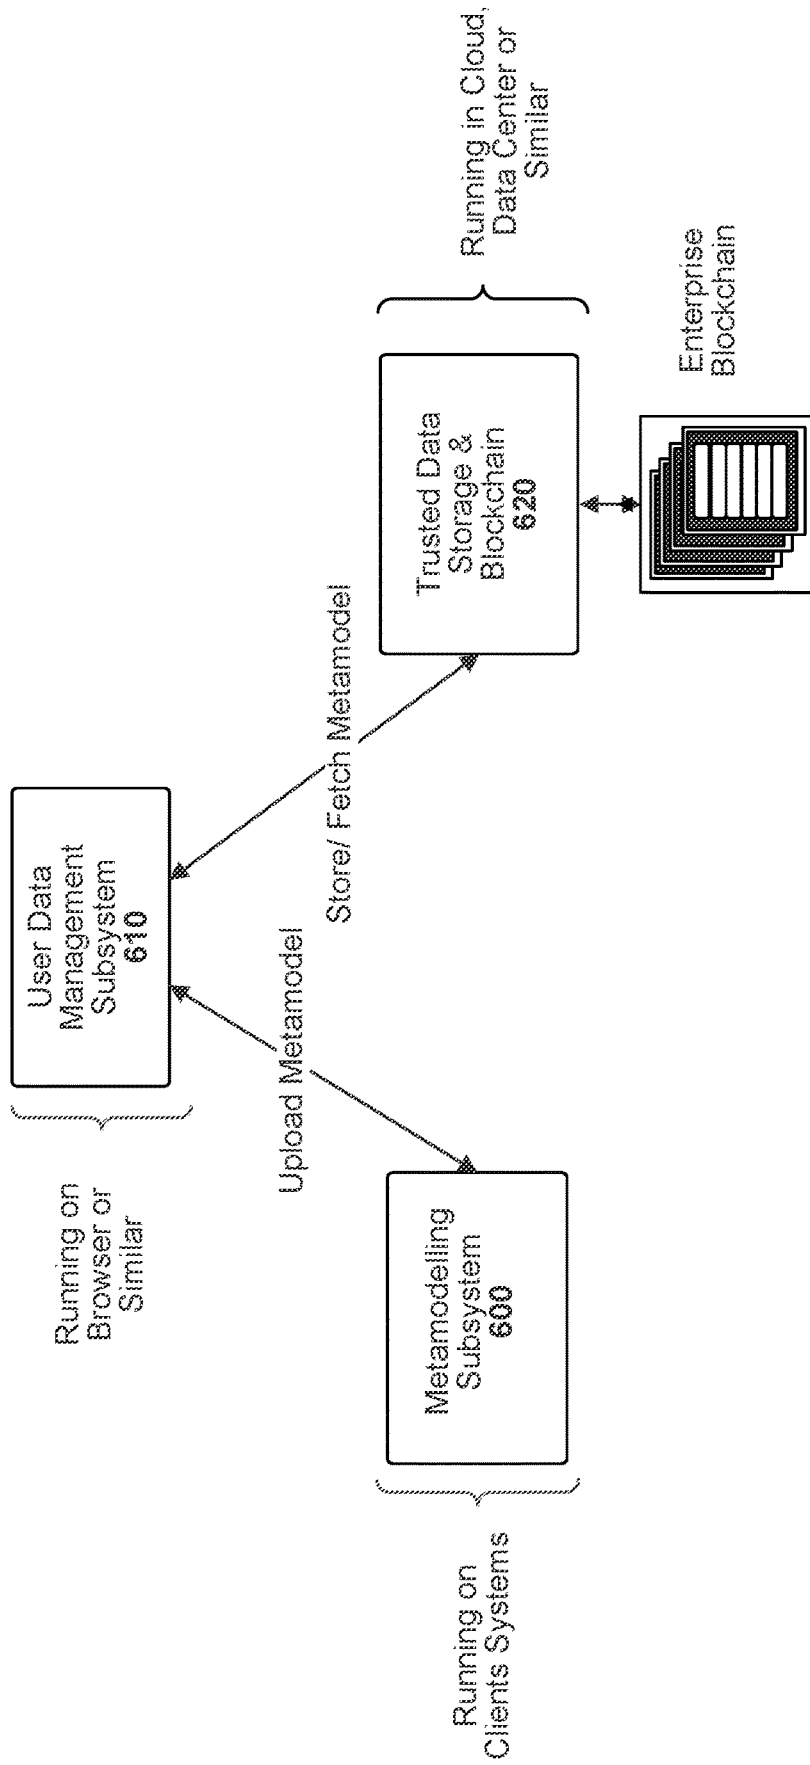 Running on
Browser or
Similar
User Data
Management
Subsystem
610
Upload Metamodel
Store/ Fetch Metamodel
Running on
Clients Systems
Metamodelling
Subsystem
600
Trusted Data
Storage &
Blockchain
620
Running in Cloud,
Data Center or
Similar
Enterprise
Blockchain